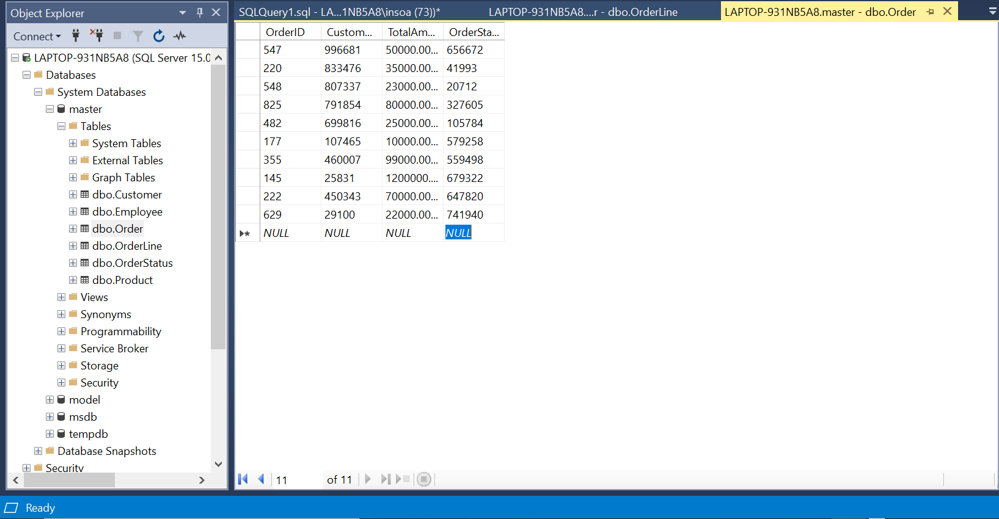 Object Explorer
Connect
LAPTOP-931NB5A8 (SQL Server 15.0
Databases
System Databases
master
Tables
System Tables
External Tables
Graph Tables
dbo.Customer
dbo.Employee
dbo.Order
dbo.OrderLine
dbo.OrderStatus
dbo.Product
Views
Synonyms
Programmability
Service Broker
Storage
Security
model
msdb
tempdb
Database Snapshots
Security
SQLQuery1.sql - LA...1NB5A8\insoa (73))* LAPTOP-931NB5A8....r - dbo.OrderLine LAPTOP-931NB5A8.master - dbo.Order
OrderID Custom... TotalAm... OrderSta...
547 996681 50000.00... 656672
220 833476 35000.00... 41993
548 807337 23000.00... 20712
825 791854 80000.00... 327605
482 699816 25000.00... 105784
177 107465 10000.00... 579258
355 460007 99000.00... 559498
145 25831 1200000.... 679322
222 450343 70000.00... 647820
629 29100 22000.00... 741940
NULL NULL NULL NULL
11 of 11
Ready